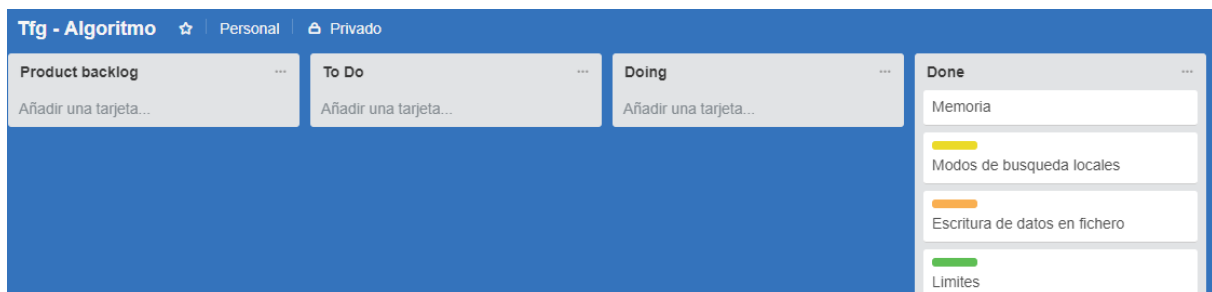 Tfg - Algoritmo Personal Privado
Product backlog
Añadir una tarjeta...
To Do
Añadir una tarjeta...
Doing
Añadir una tarjeta...
Done
Memoria
Modos de busqueda locales
Escritura de datos en fichero
Limites